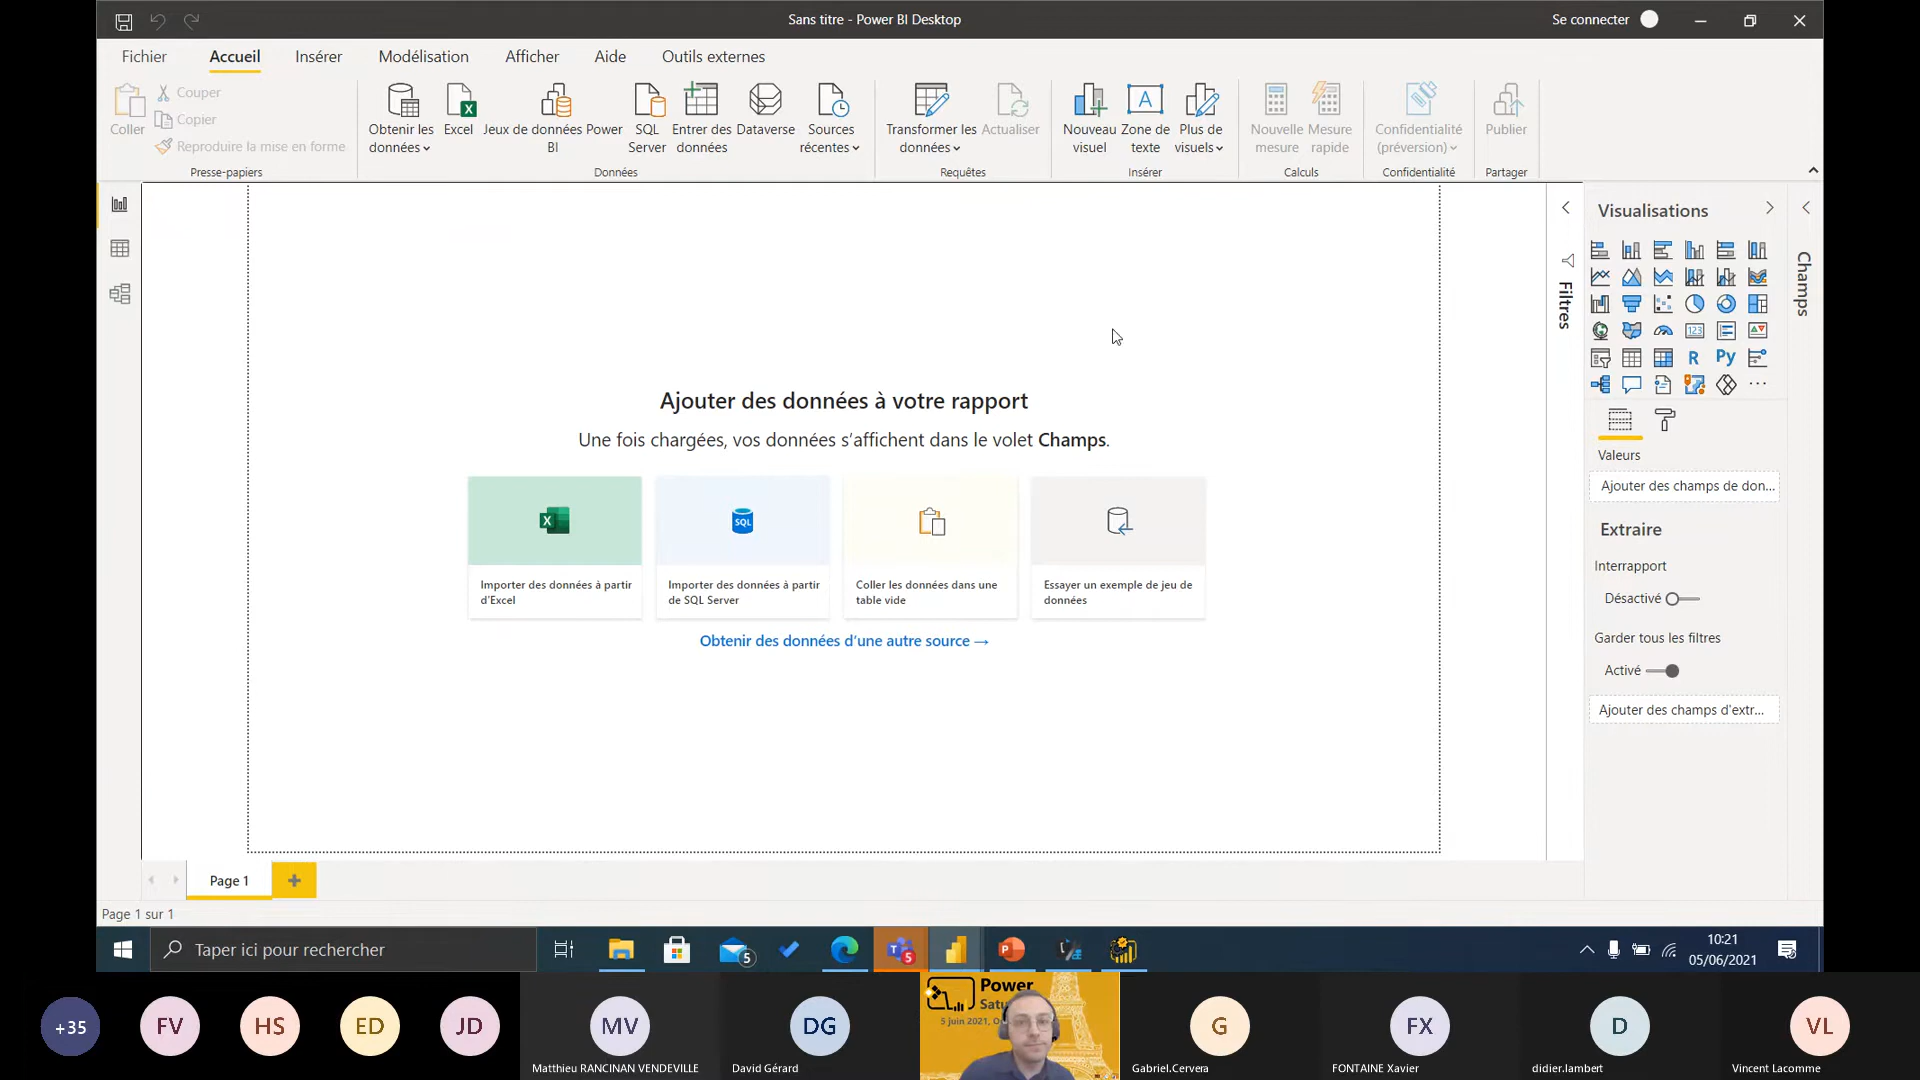 Sans titre - Power BI Desktop
Se connecter
Fichier
Accueil
Insérer
Modélisation
Afficher
Aide
Outils externes
Coller
Couper
Copier
Reproduire la mise en forme
Presse-papiers
Obtenir les
données
Excel
Jeux de données Power
BI
SQL
Server
Entrer des
données
Dataverse
Sources
récentes
Données
Transformer les
données
Actualiser
Requêtes
Nouveau
visuel
Zone de
texte
Plus de
visuels
Insérer
Nouvelle
mesure
Mesure
rapide
Calculs
Confidentialité
(préversion)
Confidentialité
Publier
Partager
Ajouter des données à votre rapport
Une fois chargées, vos données s'affichent dans le volet Champs.
SQL
Importer des données à partir
d'Excel
Importer des données à partir
de SQL Server
Coller les données dans une
table vide
Essayer un exemple de jeu de
données
Obtenir des données d'une autre source →
Filtres
Visualisations
123
R
Py
Valeurs
Ajouter des champs de don...
Extraire
Interrapport
Désactivé
Garder tous les filtres
Activé
Ajouter des champs d'extr...
Champs
Page 1
Page 1 sur 1
Taper ici pour rechercher
5
5
10:21
05/06/2021
+35
FV
HS
ED
JD
MV
Matthieu RANCINAN VENDEVILLE
DG
David Gérard
Power
Satu
5 juin 2021, O
G
Gabriel.Cervera
FX
FONTAINE Xavier
D
didier.lambert
VL
Vincent Lacomme